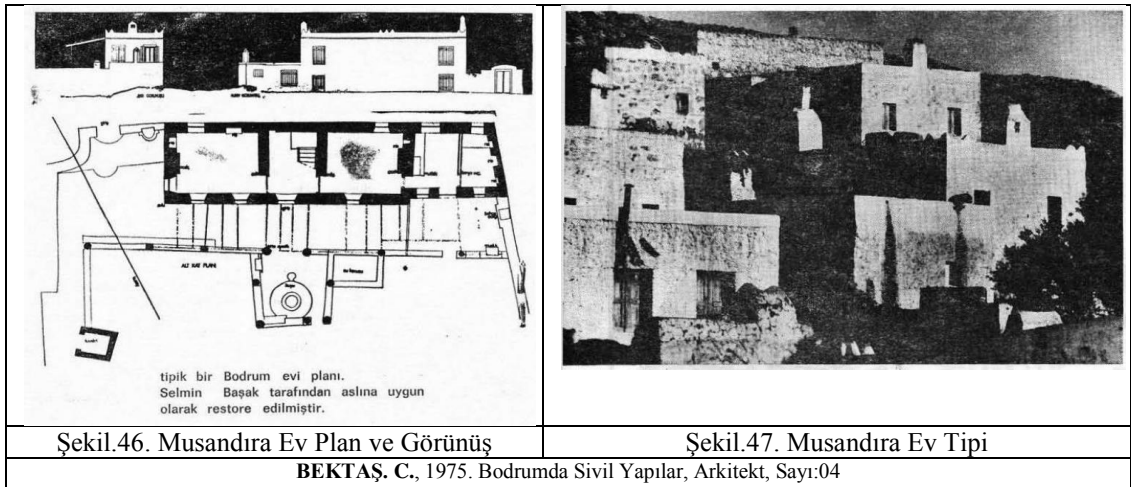 ALT KAT PLANI
tipik bir Bodrum evi planı.
Selmin Başak tarafından aslına uygun
olarak restore edilmiştir.
Şekil.46. Musandıra Ev Plan ve Görünüş
Şekil.47. Musandıra Ev Tipi
BEKTAŞ. C., 1975. Bodrumda Sivil Yapılar, Arkitekt, Sayı:04